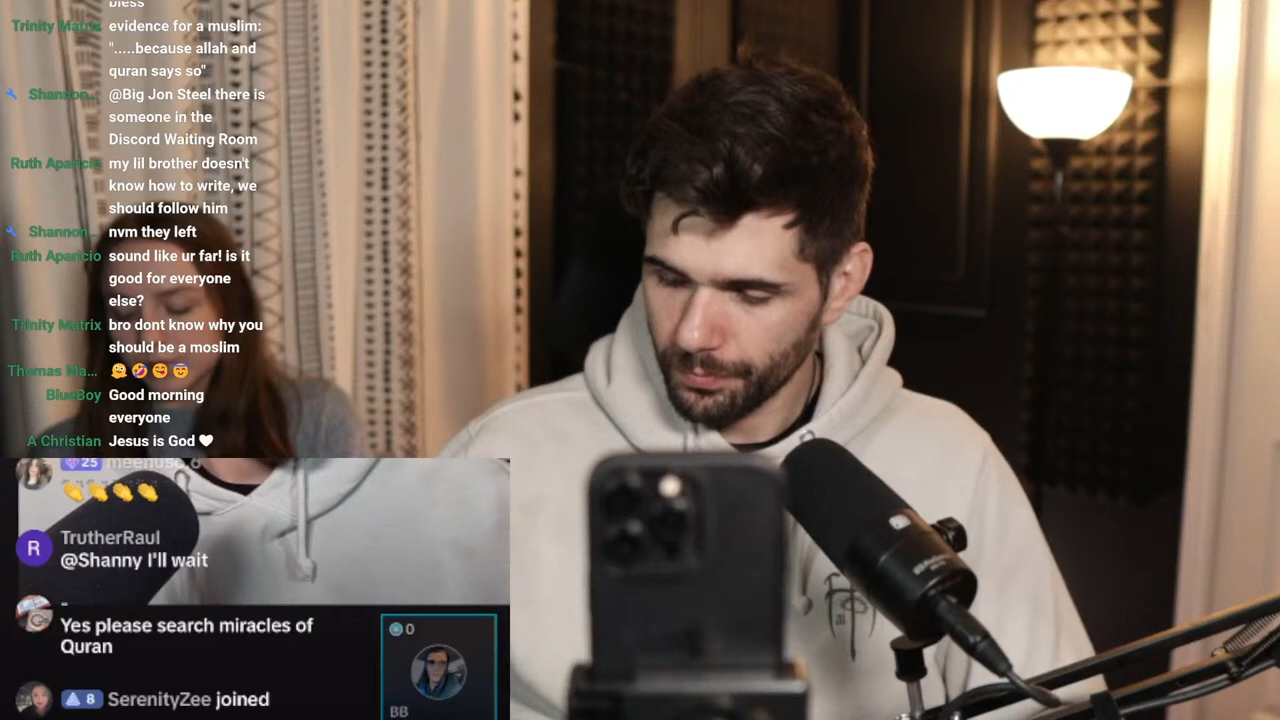 bless
Trinity Matrix evidence for a muslim:
".....because allah and
quran says so"
Shannon... @Big Jon Steel there is
someone in the
Discord Waiting Room
Ruth Aparicio my lil brother doesn't
know how to write, we
should follow him
Shannon... nvm they left
Ruth Aparicio sound like ur far! is it
good for everyone
else?
Trinity Matrix bro dont know why you
should be a moslim
Thomas Ma... 🫠 🤣 🥰 😇
BlueBoy Good morning
everyone
A Christian Jesus is God 🤍
25
👏 👏 👏 👏
R TrutherRaul
@Shanny I'll wait
Yes please search miracles of
Quran
0
8 SerenityZee joined
BB